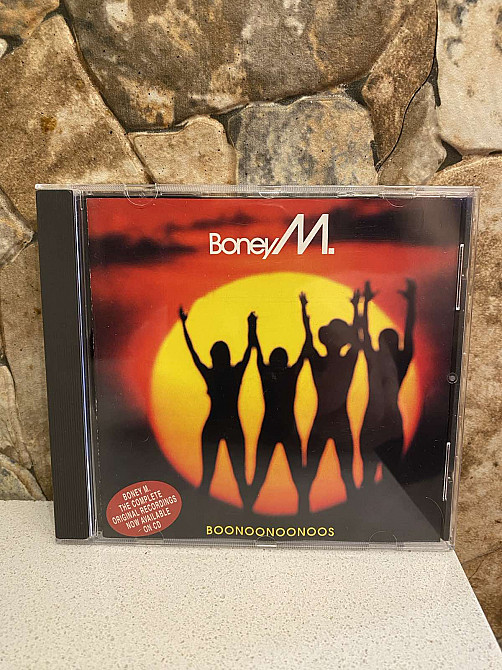 Boney M.
BONEY M.
THE COMPLETE
ORIGINAL RECORDINGS
NOW AVAILABLE
ON CD
BOONOONOONOOS